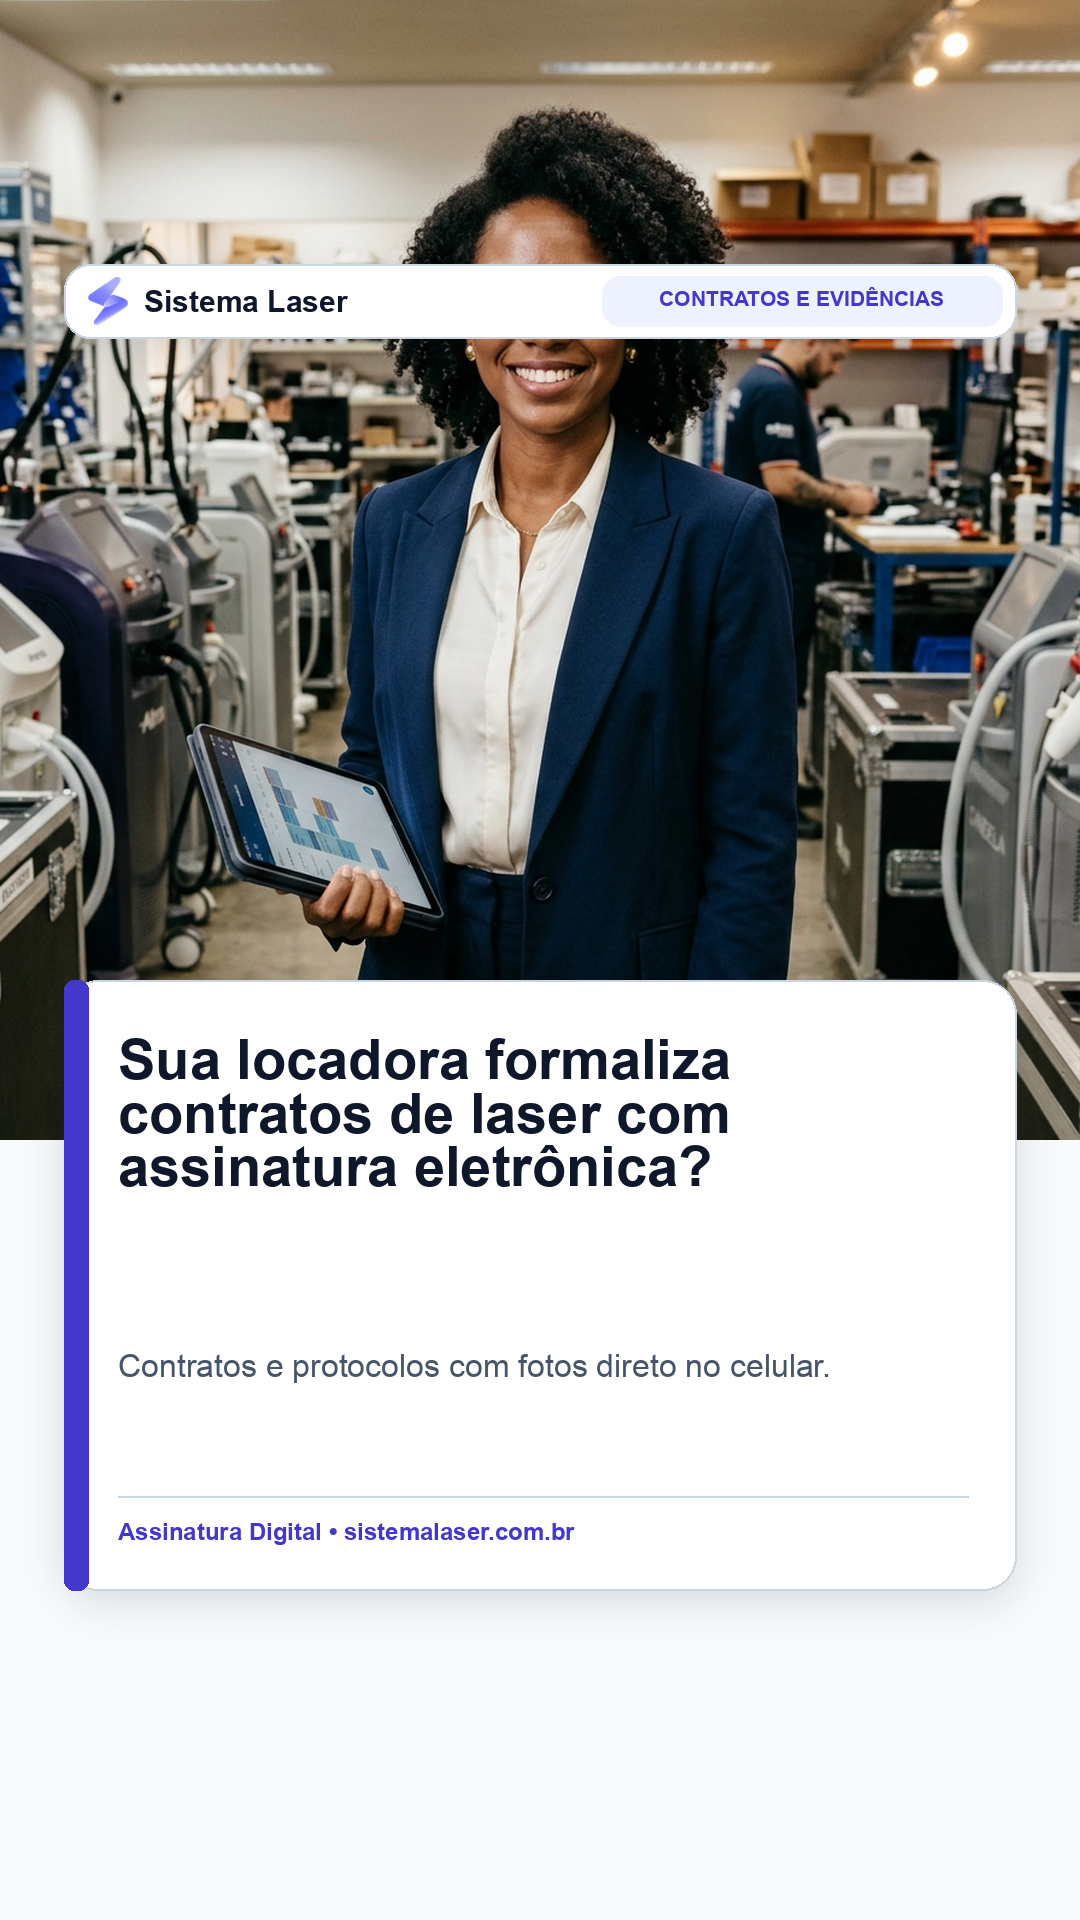 Sistema Laser
CONTRATOS E EVIDÊNCIAS
CANDELA
Sua locadora formaliza
contratos de laser com
assinatura eletrônica?
Contratos e protocolos com fotos direto no celular.
Assinatura Digital • sistemalaser.com.br